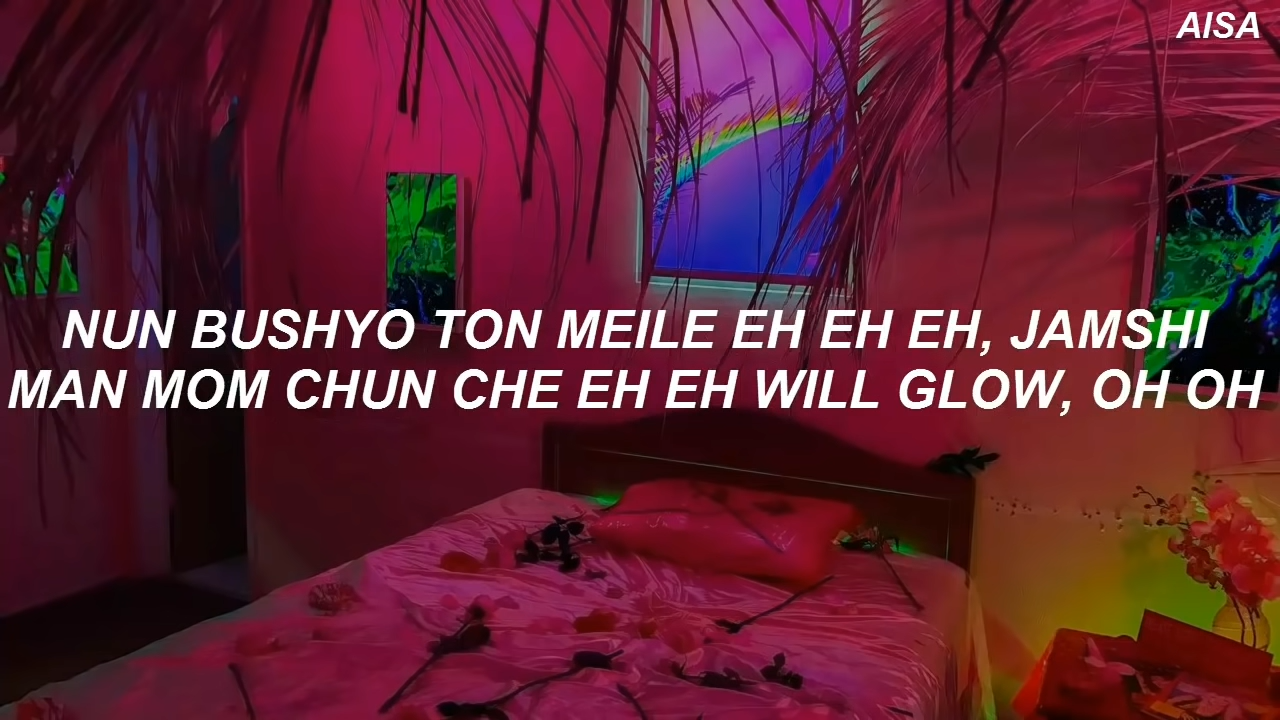 AISA
NUN BUSHYO TON MEILE EH EH EH, JAMSHI
MAN MOM CHUN CHE EH EH WILL GLOW, OH OH